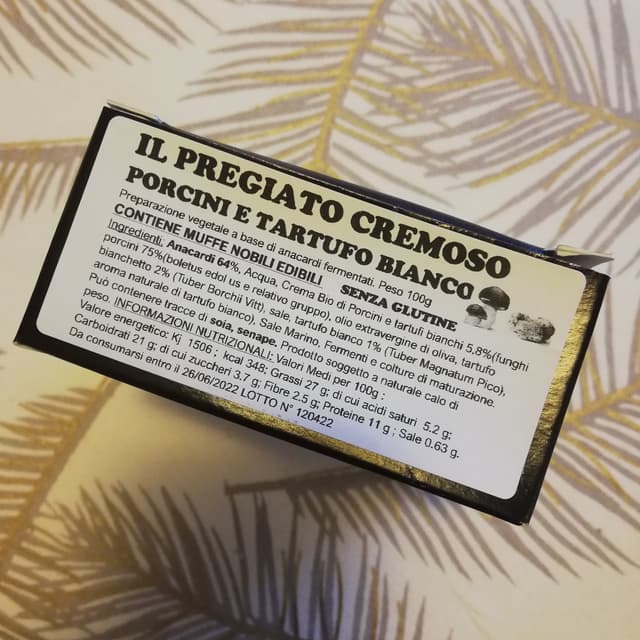 IL PREGIATO CREMOSO
PORCINI E TARTUFO BIANCO
Preparazione vegetale a base di anacardi fermentati. Peso 100g
CONTIENE MUFFE NOBILI EDIBILI
SENZA GLUTINE
Ingredienti: Anacardi 64%, Acqua, Crema Bio di Porcini e tartufi bianchi 5,8%(funghi
porcini 75%(boletus edol us e relativo gruppo), olio extravergine di oliva, tartufo
bianchetto 2% (Tuber Borchii Vitt), sale, tartufo bianco 1% (Tuber Magnatum Pico),
aroma naturale di tartufo bianco), Sale Marino, Fermenti e colture di maturazione.
Può contenere tracce di soia, senape. Prodotto soggetto a naturale calo di
peso. INFORMAZIONI NUTRIZIONALI: Valori Medi per 100g :
Valore energetico: Kj 1506 ; kcal 348; Grassi 27 g; di cui acidi saturi 5.2 g;
Carboidrati 21 g; di cui zuccheri 3.7 g; Fibre 2.5 g; Proteine 11 g ; Sale 0.63 g.
Da consumarsi entro il 26/06/2022 LOTTO N° 120422